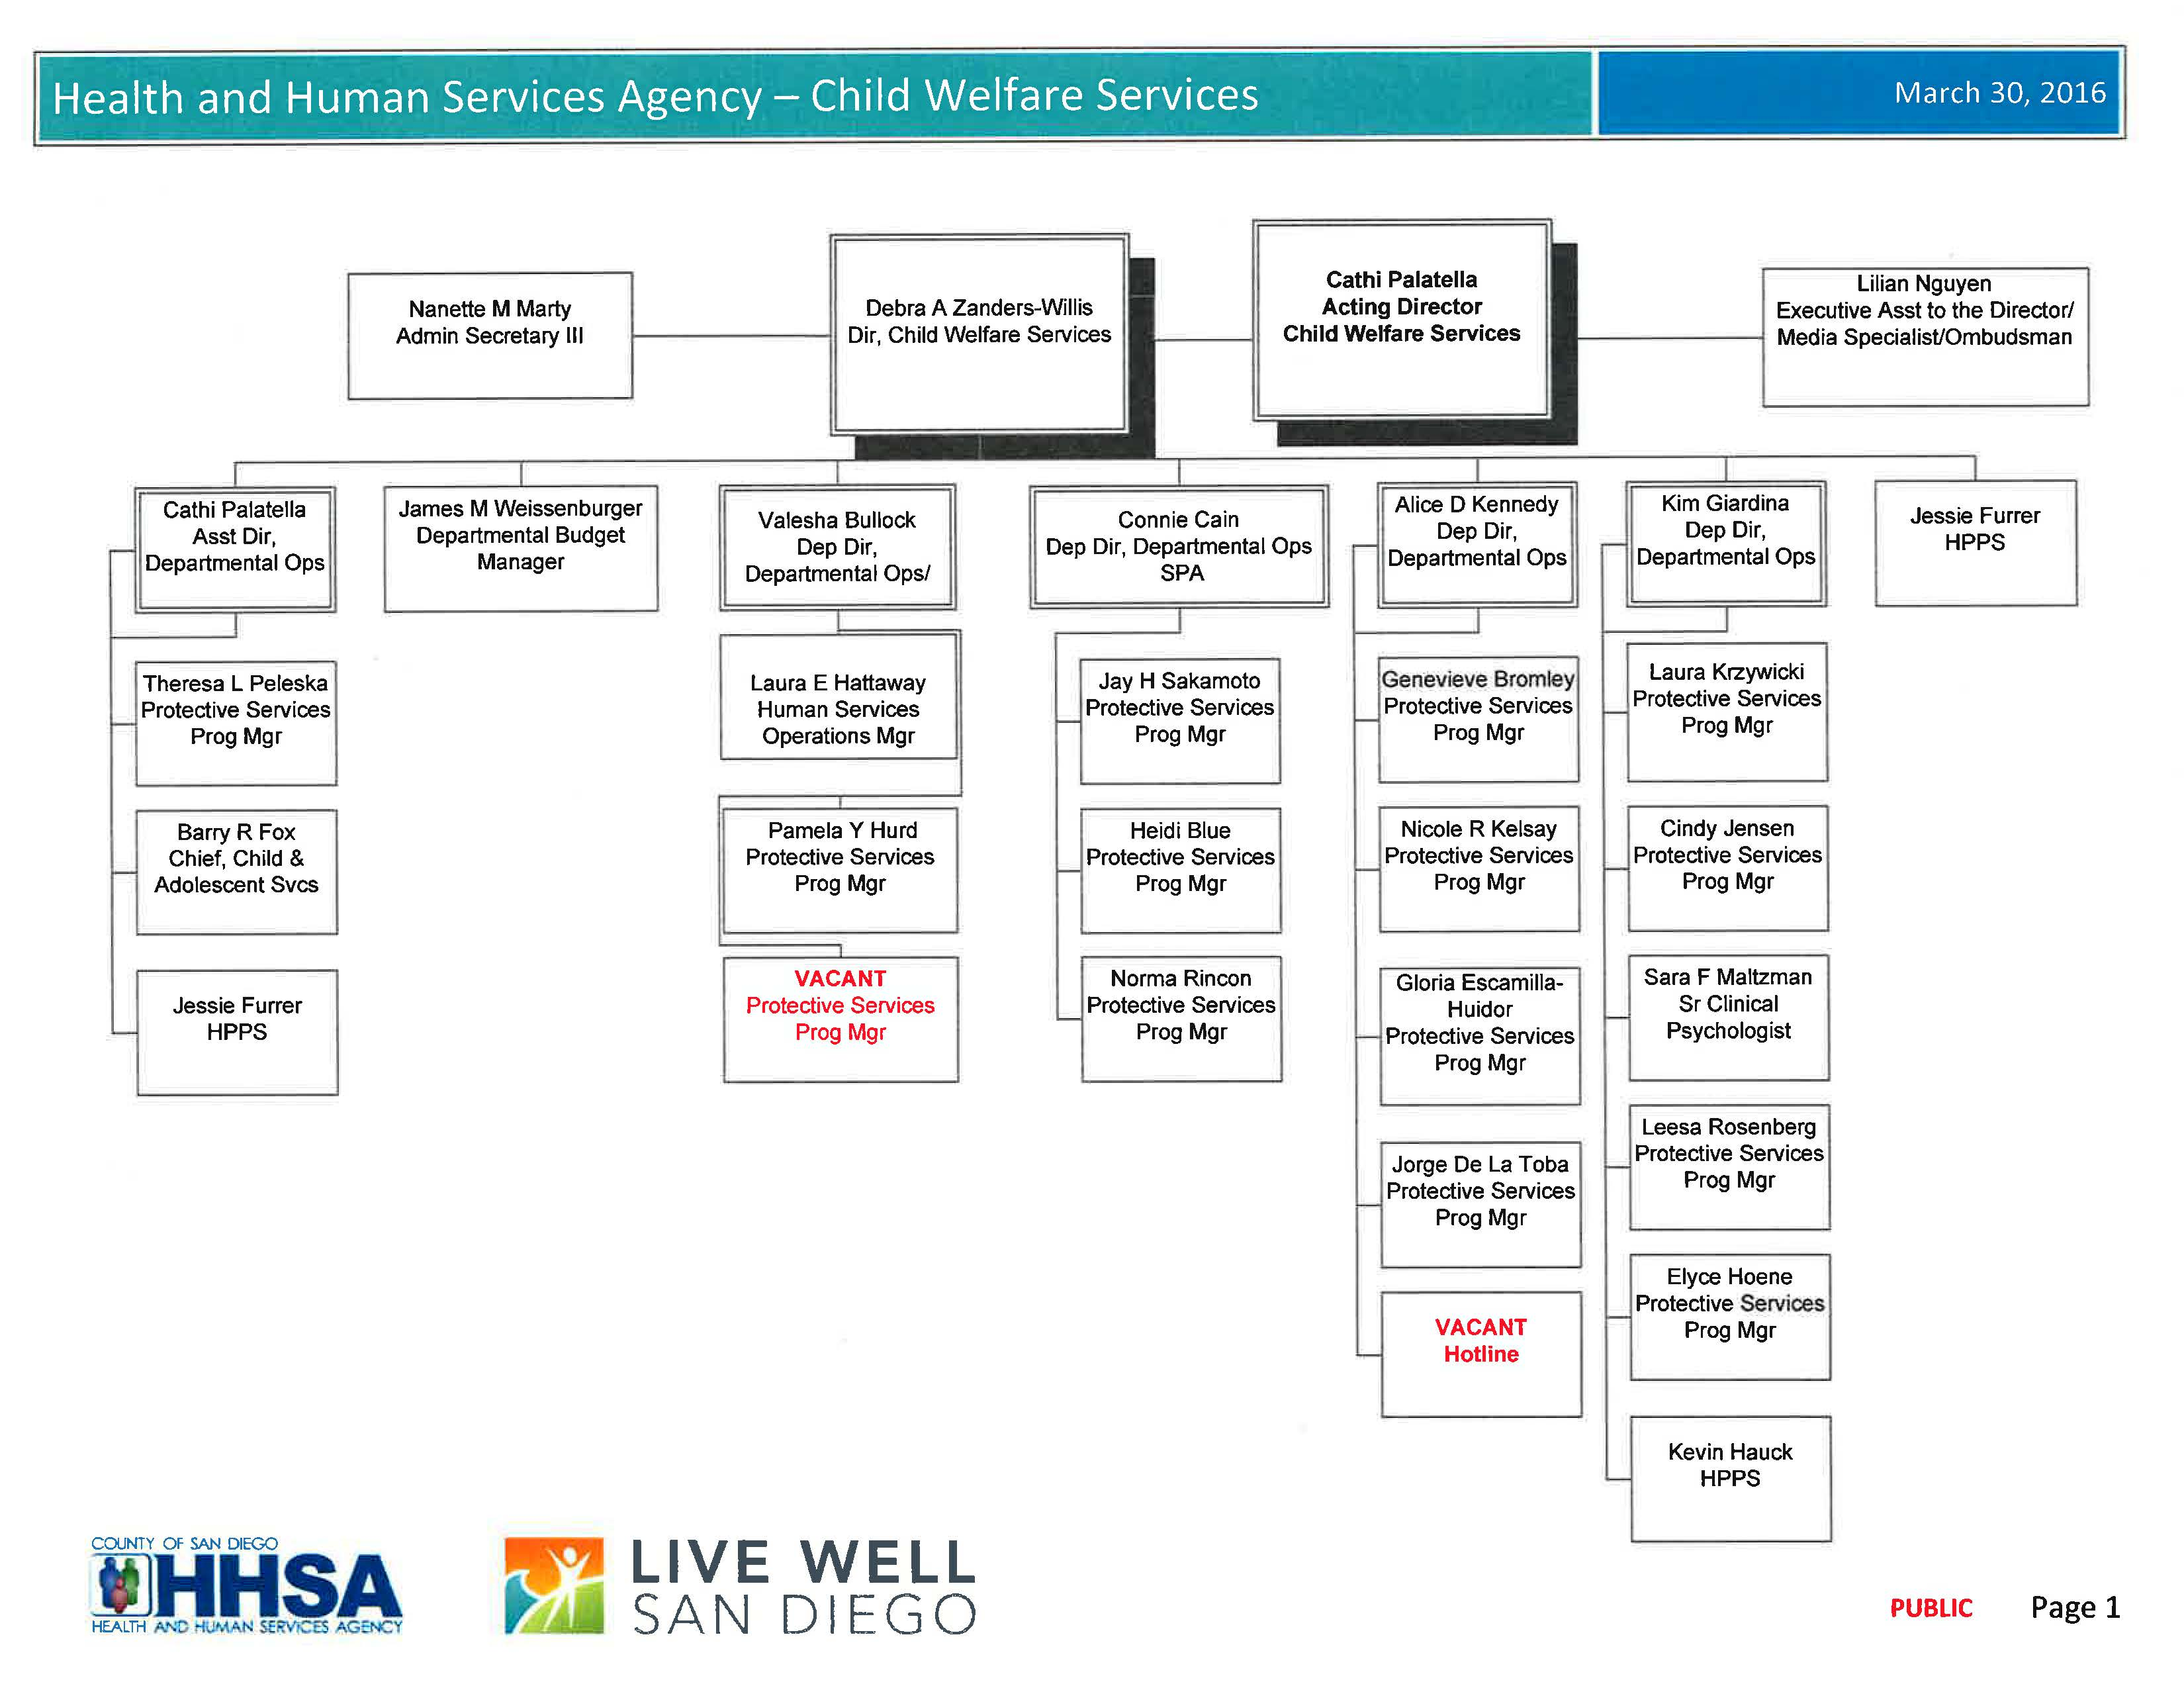 Health and Human Services Agency – Child Welfare Services
March 30, 2016
Nanette M Marty
Admin Secretary III
Debra A Zanders-Willis
Dir, Child Welfare Services
Cathi Palatella
Acting Director
Child Welfare Services
Lilian Nguyen
Executive Asst to the Director/
Media Specialist/Ombudsman
Cathi Palatella
Asst Dir,
Departmental Ops
James M Weissenburger
Departmental Budget
Manager
Valesha Bullock
Dep Dir,
Departmental Ops/
Connie Cain
Dep Dir, Departmental Ops
SPA
Alice D Kennedy
Dep Dir,
Departmental Ops
Kim Giardina
Dep Dir,
Departmental Ops
Jessie Furrer
HPPS
Theresa L Peleska
Protective Services
Prog Mgr
Laura E Hattaway
Human Services
Operations Mgr
Jay H Sakamoto
Protective Services
Prog Mgr
Genevieve Bromley
Protective Services
Prog Mgr
Laura Krzywicki
Protective Services
Prog Mgr
Barry R Fox
Chief, Child &
Adolescent Svcs
Pamela Y Hurd
Protective Services
Prog Mgr
Heidi Blue
Protective Services
Prog Mgr
Nicole R Kelsay
Protective Services
Prog Mgr
Cindy Jensen
Protective Services
Prog Mgr
Jessie Furrer
HPPS
VACANT
Protective Services
Prog Mgr
Norma Rincon
Protective Services
Prog Mgr
Gloria Escamilla-
Huidor
Protective Services
Prog Mgr
Sara F Maltzman
Sr Clinical
Psychologist
Jorge De La Toba
Protective Services
Prog Mgr
Leesa Rosenberg
Protective Services
Prog Mgr
VACANT
Hotline
Elyce Hoene
Protective Services
Prog Mgr
Kevin Hauck
HPPS
COUNTY OF SAN DIEGO
HHSA
HEALTH AND HUMAN SERVICES AGENCY
LIVE WELL
SAN DIEGO
PUBLIC
Page 1